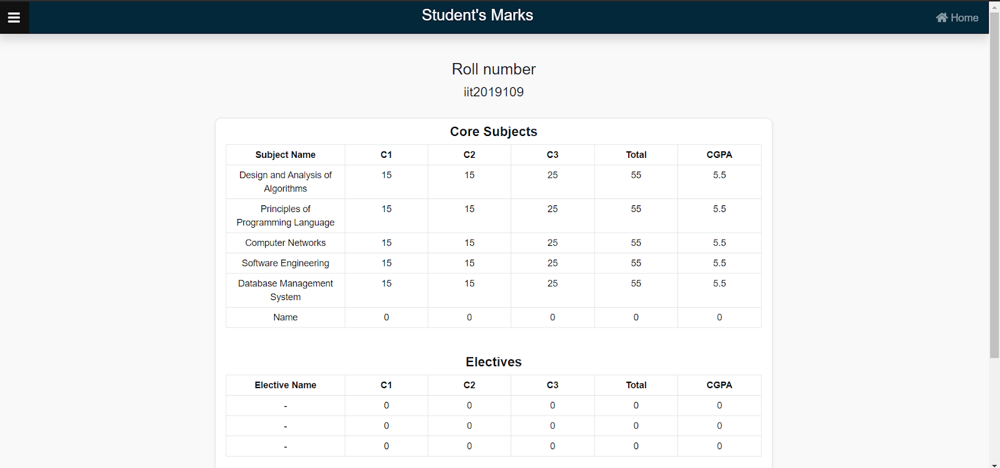 Student's Marks
Home
Roll number
iit2019109
Core Subjects
Subject Name C1 C2 C3 Total CGPA
Design and Analysis of 15 15 25 55 5.5
Algorithms
Principles of 15 15 25 55 5.5
Programming Language
Computer Networks 15 15 25 55 5.5
Software Engineering 15 15 25 55 5.5
Database Management 15 15 25 55 5.5
System
Name 0 0 0 0 0
Electives
Elective Name C1 C2 C3 Total CGPA
- 0 0 0 0 0
- 0 0 0 0 0
- 0 0 0 0 0